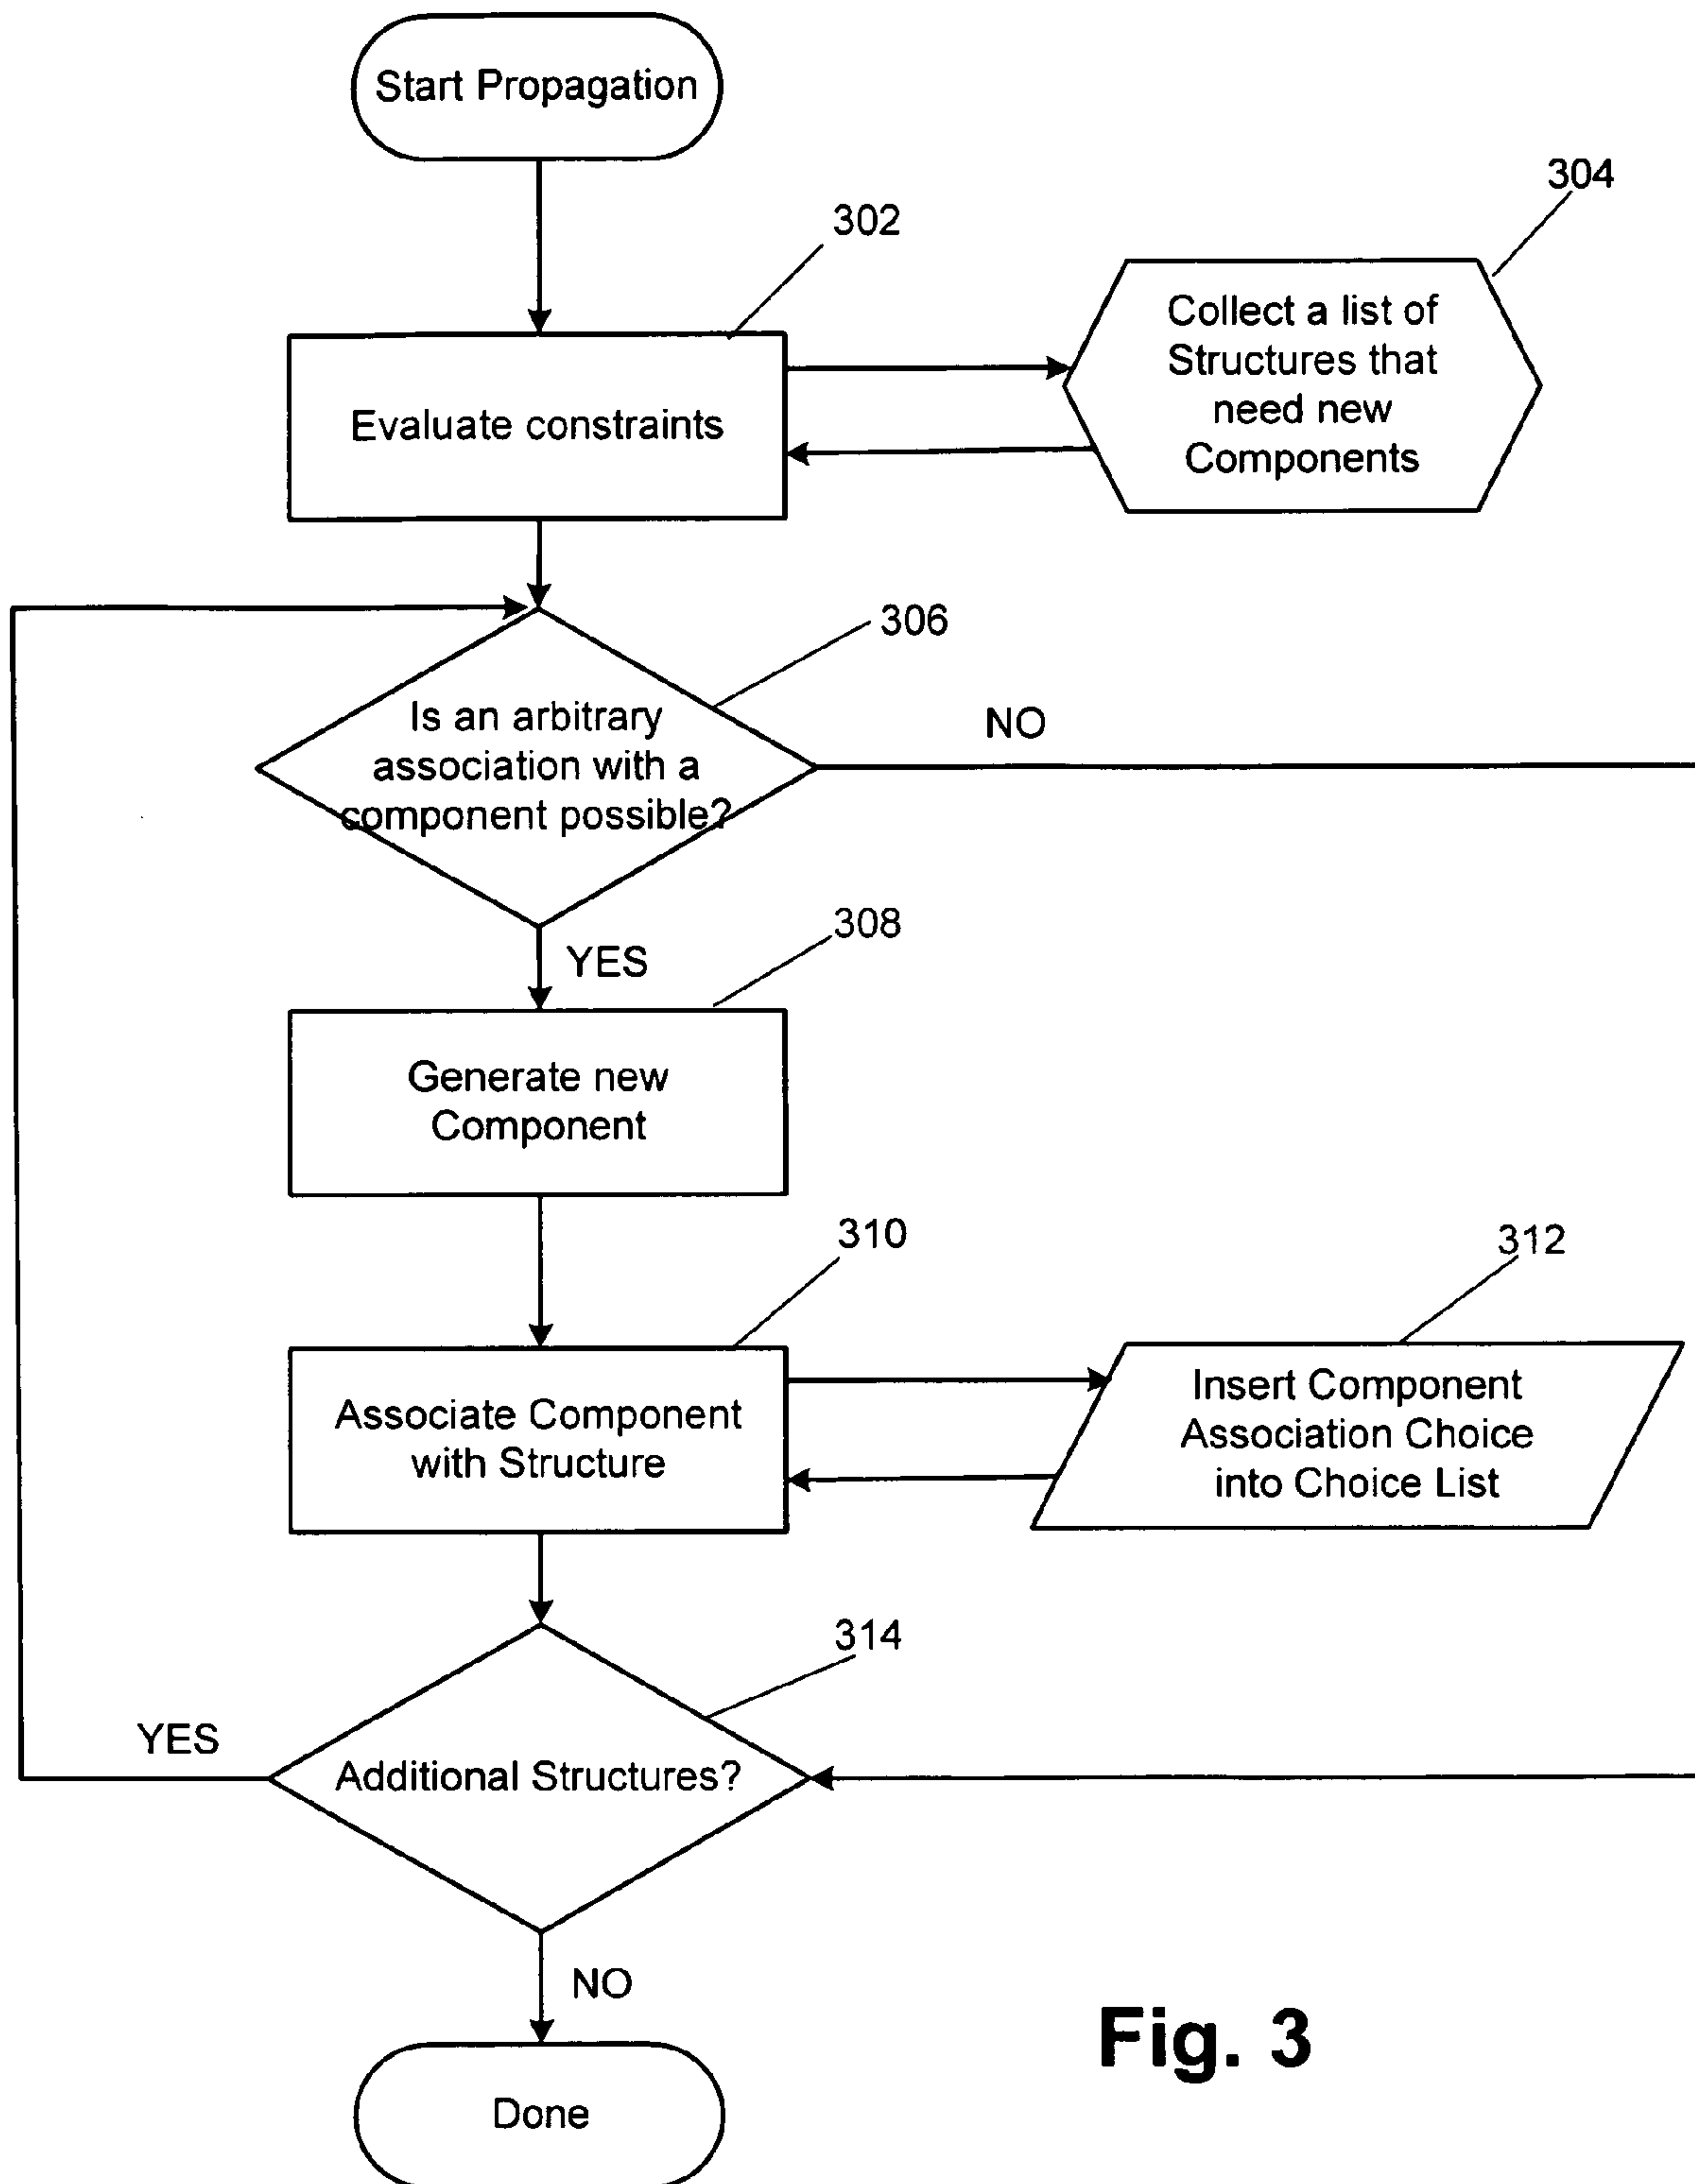 Start Propagation
304
302
Collect a list of
Structures that
need new
Components
Evaluate constraints
306
Is an arbitrary
association with a
component possible?
NO
308
YES
Generate new
Component
310
312
Associate Component
with Structure
Insert Component
Association Choice
into Choice List
314
YES
Additional Structures?
NO
Fig. 3
Done